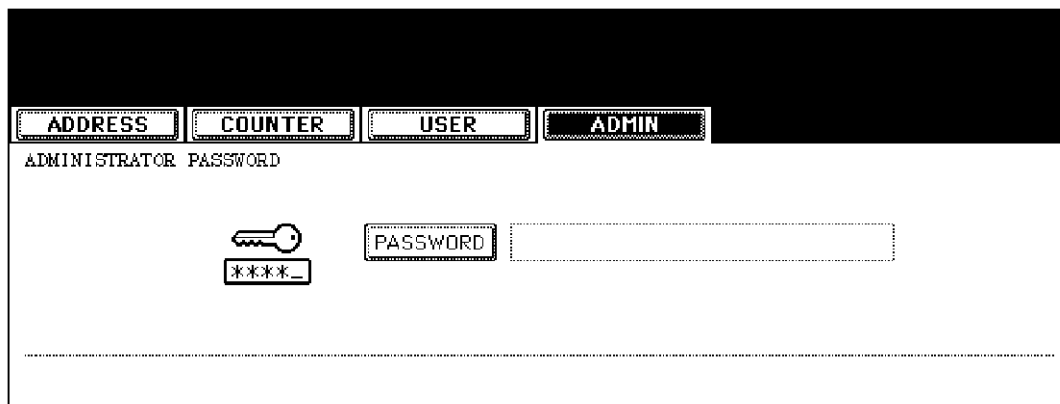 ADDRESS COUNTER USER ADMIN
ADMINISTRATOR PASSWORD
PASSWORD
****_